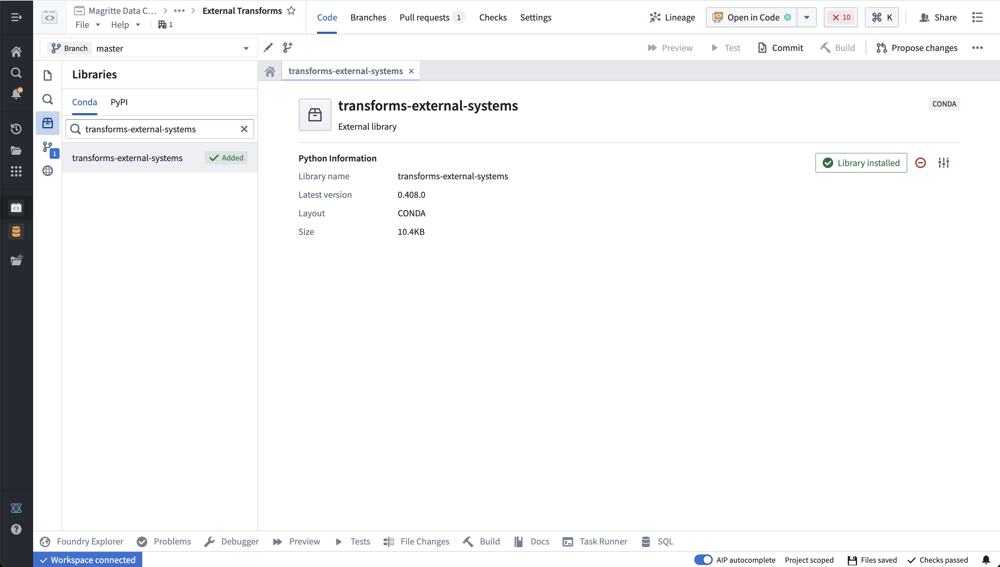 Magritte Data C... > ••• > External Transforms
File Help 1
Code Branches Pull requests 1 Checks Settings
Lineage Open in Code 10 ⌘ K Share
Branch master
Preview Test Commit Build Propose changes •••
Libraries
transforms-external-systems
Conda PyPI
transforms-external-systems
transforms-external-systems Added
1
transforms-external-systems
CONDA
External library
Python Information
Library installed
Library name transforms-external-systems
Latest version 0.408.0
Layout CONDA
Size 10.4KB
Foundry Explorer Problems Debugger Preview Tests File Changes Build Docs Task Runner SQL
Workspace connected
AIP autocomplete Project scoped Files saved Checks passed